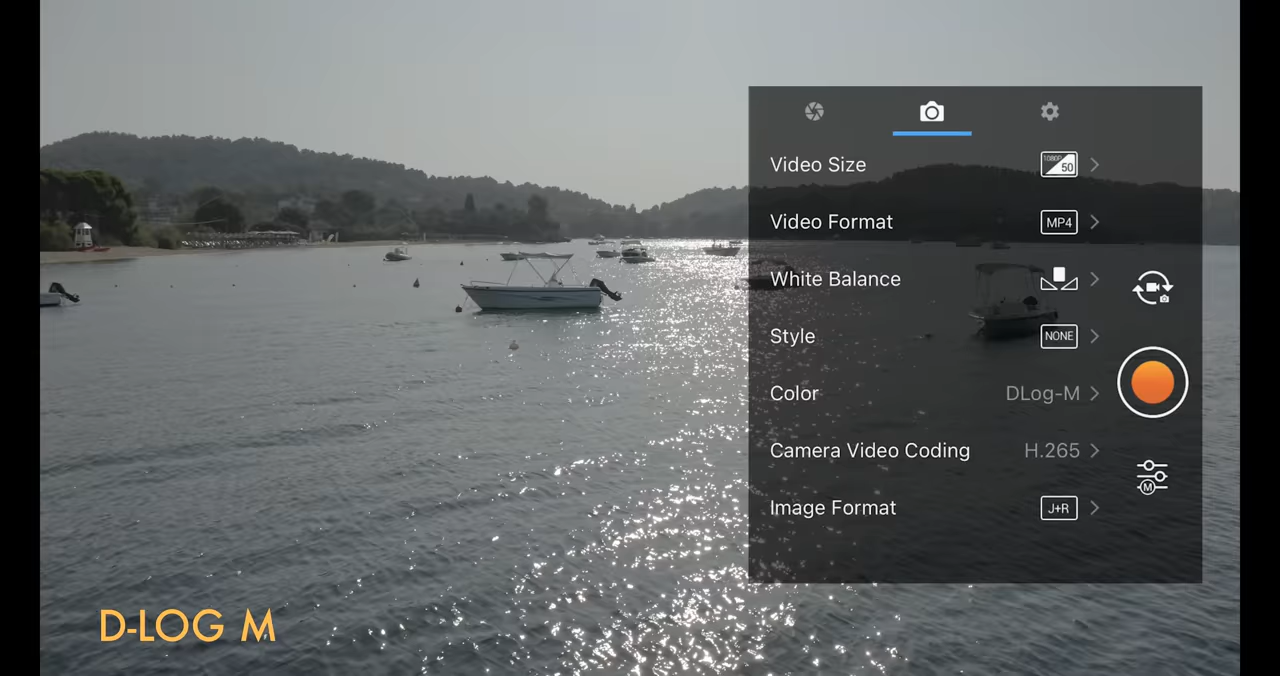 Video Size 1080P 50
Video Format MP4
White Balance
Style NONE
Color DLog-M
Camera Video Coding H.265
M
Image Format J+R
D-LOG M